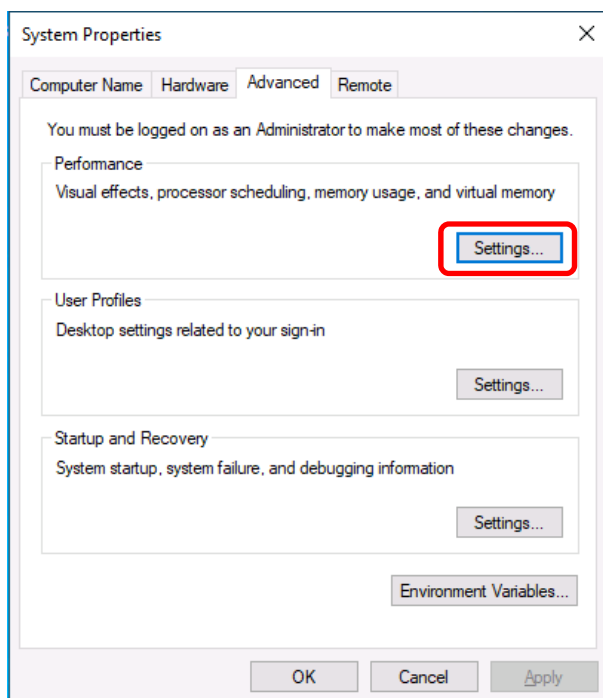 System Properties
Computer Name Hardware Advanced Remote
You must be logged on as an Administrator to make most of these changes.
Performance
Visual effects, processor scheduling, memory usage, and virtual memory
Settings...
User Profiles
Desktop settings related to your sign-in
Settings...
Startup and Recovery
System startup, system failure, and debugging information
Settings...
Environment Variables...
OK Cancel Apply